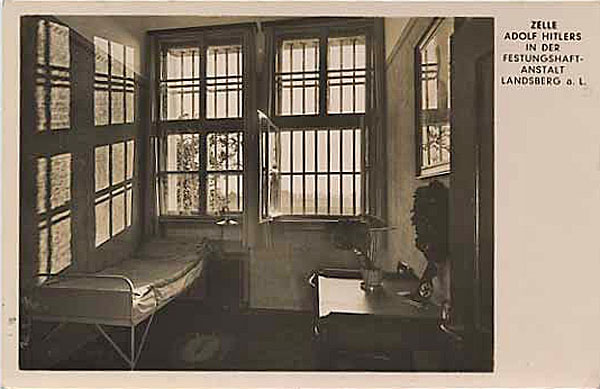 ZELLE
ADOLF HITLERS
IN DER
FESTUNGSHAFT-
ANSTALT
LANDSBERG a. L.